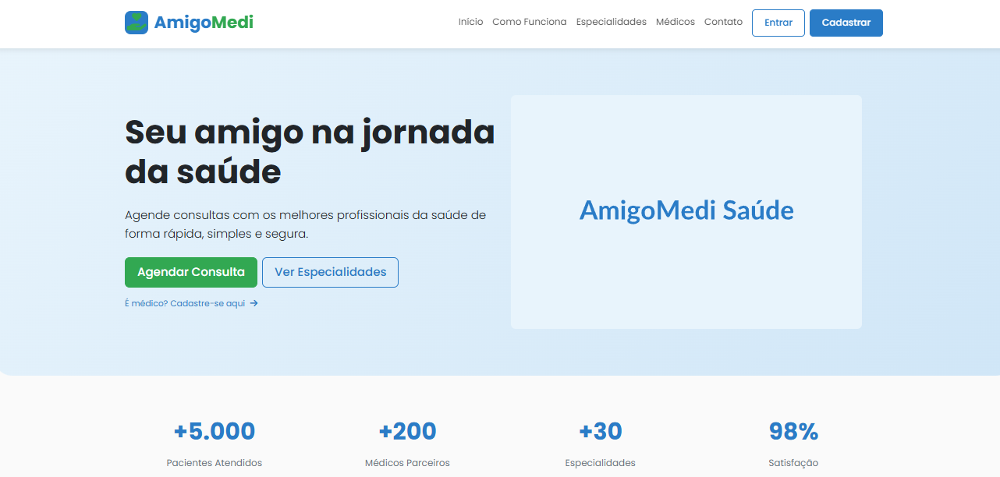 AmigoMedi
Início Como Funciona Especialidades Médicos Contato Entrar Cadastrar
Seu amigo na jornada
da saúde
Agende consultas com os melhores profissionais da saúde de
forma rápida, simples e segura.
Agendar Consulta Ver Especialidades
É médico? Cadastre-se aqui →
AmigoMedi Saúde
+5.000 +200 +30 98%
Pacientes Atendidos Médicos Parceiros Especialidades Satisfação